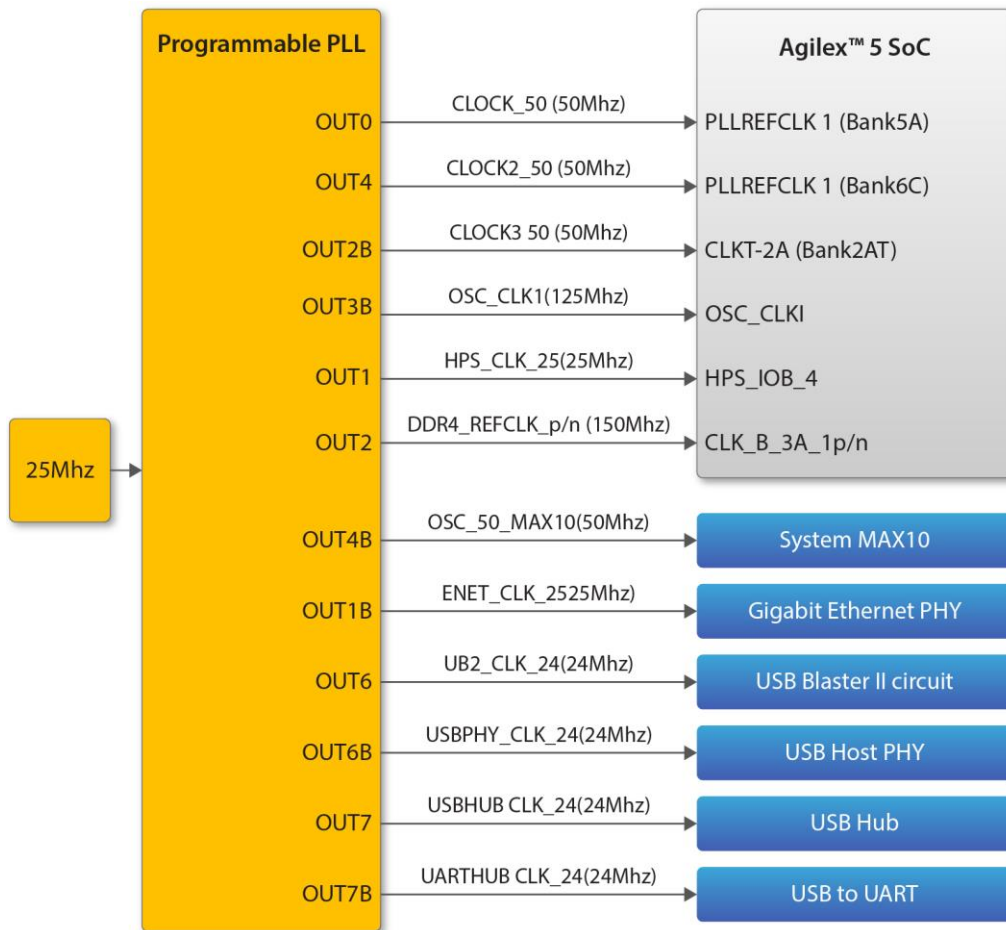 Programmable PLL
Agilex™ 5 SoC
OUT0
CLOCK_50 (50Mhz)
PLLREFCLK 1 (Bank5A)
OUT4
CLOCK2_50 (50Mhz)
PLLREFCLK 1 (Bank6C)
OUT2B
CLOCK3 50 (50Mhz)
CLKT-2A (Bank2AT)
OUT3B
OSC_CLK1(125Mhz)
OSC_CLKI
OUT1
HPS_CLK_25(25Mhz)
HPS_IOB_4
OUT2
DDR4_REFCLK_p/n (150Mhz)
CLK_B_3A_1p/n
25Mhz
OUT4B
OSC_50_MAX10(50Mhz)
System MAX10
OUT1B
ENET_CLK_2525Mhz)
Gigabit Ethernet PHY
OUT6
UB2_CLK_24(24Mhz)
USB Blaster II circuit
OUT6B
USBPHY_CLK_24(24Mhz)
USB Host PHY
OUT7
USBHUB CLK_24(24Mhz)
USB Hub
OUT7B
UARTHUB CLK_24(24Mhz)
USB to UART